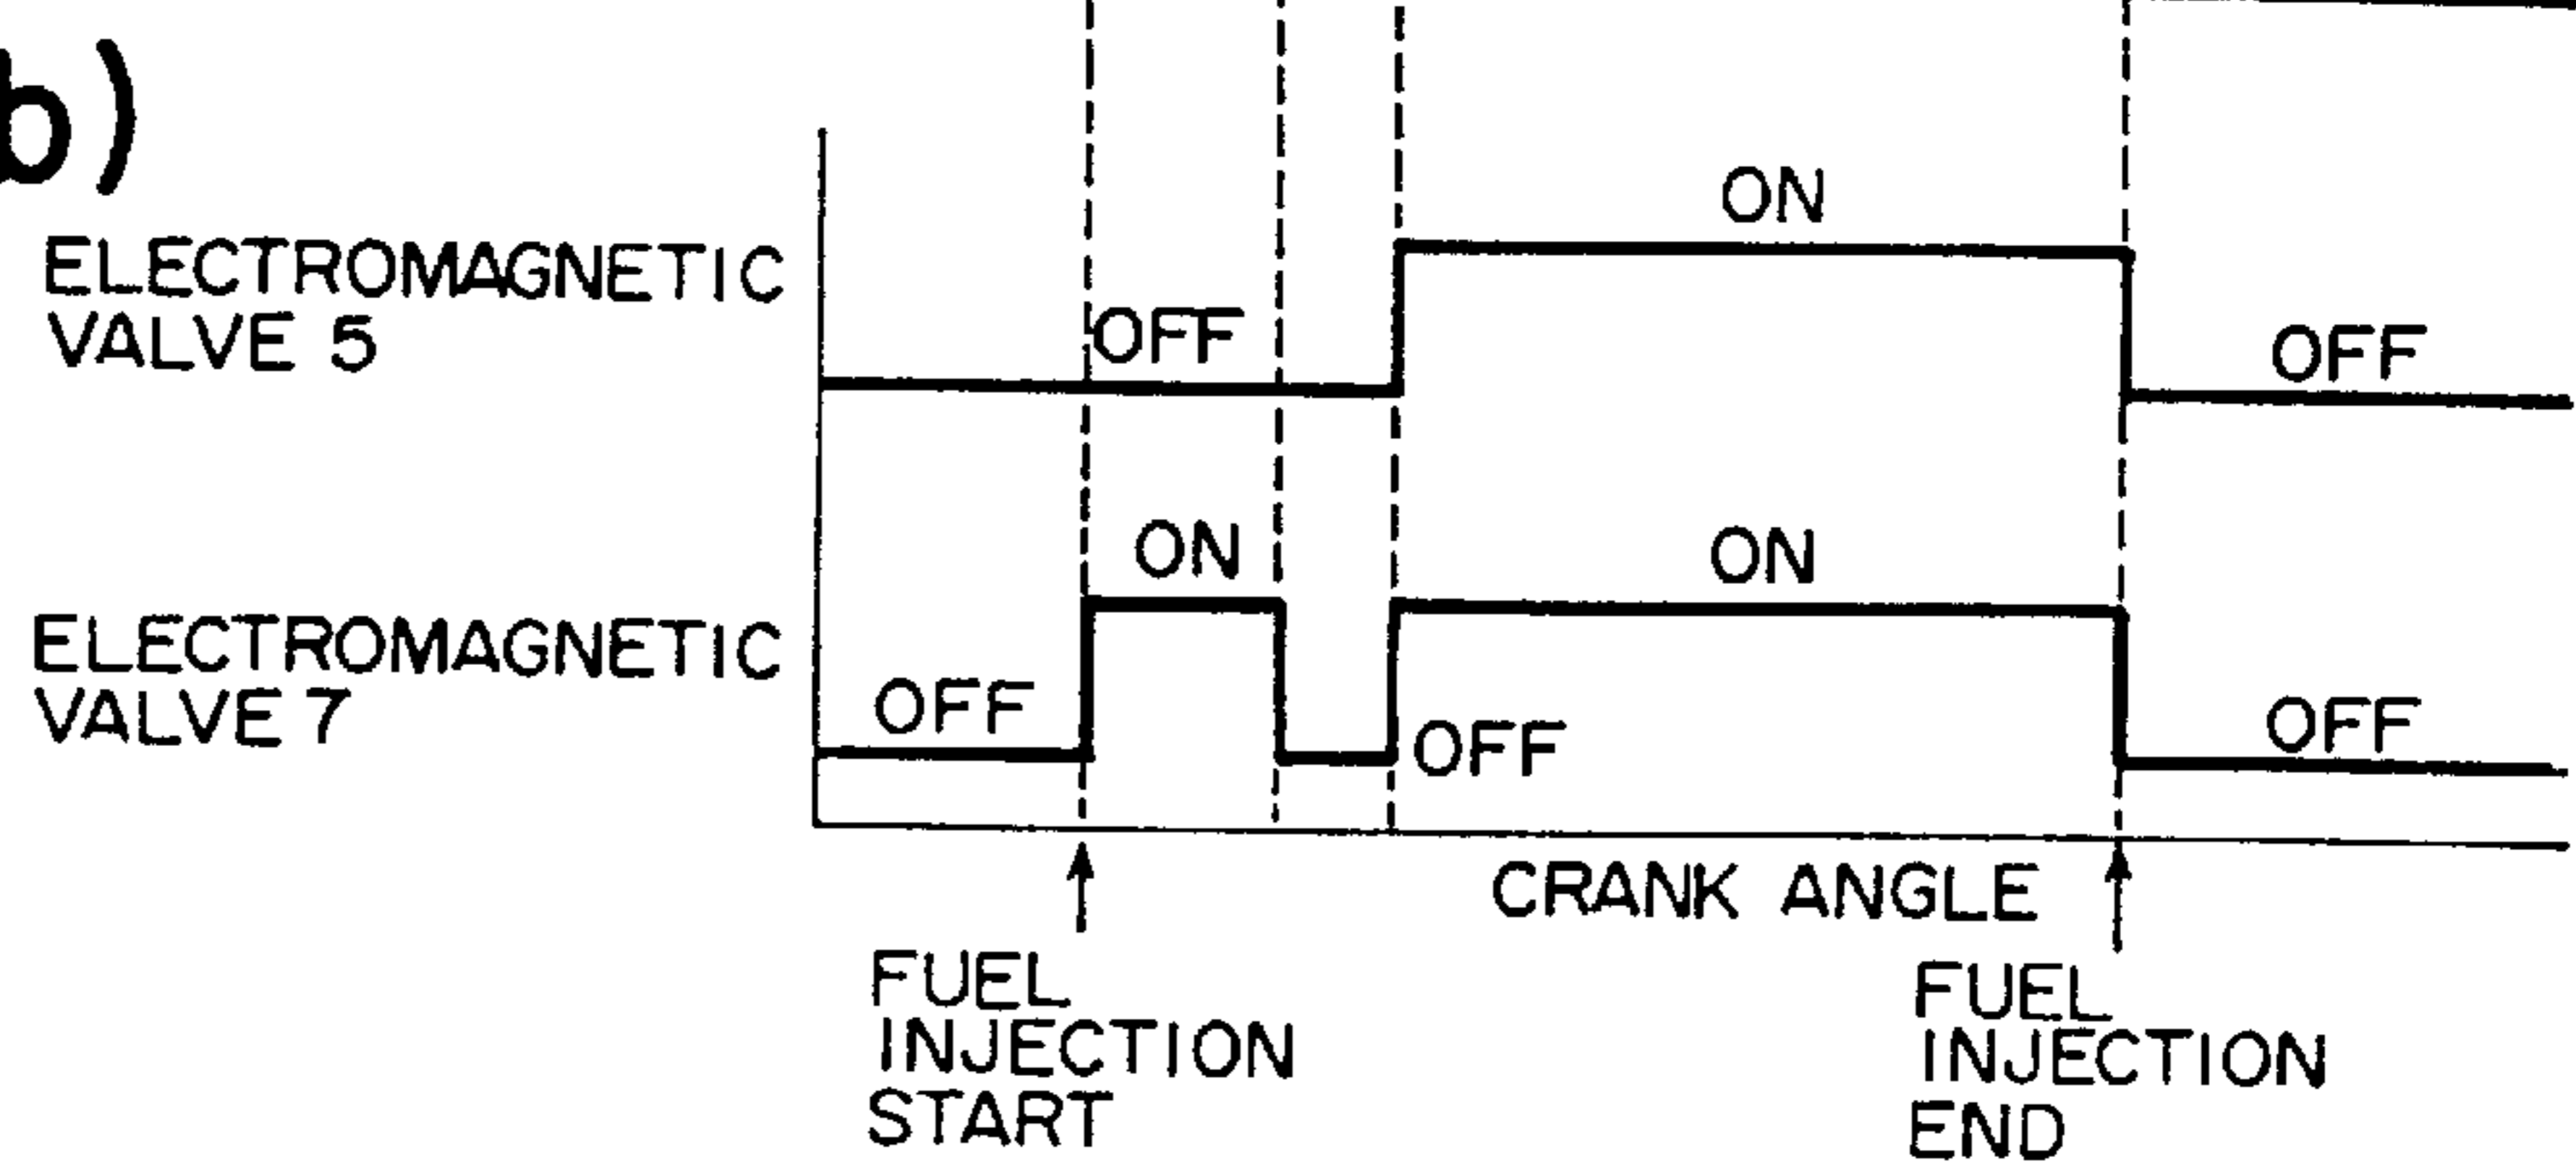 b)
ON
ELECTROMAGNETIC
VALVE 5
OFF
OFF
ON
ON
ELECTROMAGNETIC
VALVE 7
OFF
OFF
OFF
CRANK ANGLE
FUEL
INJECTION
START
FUEL
INJECTION
END